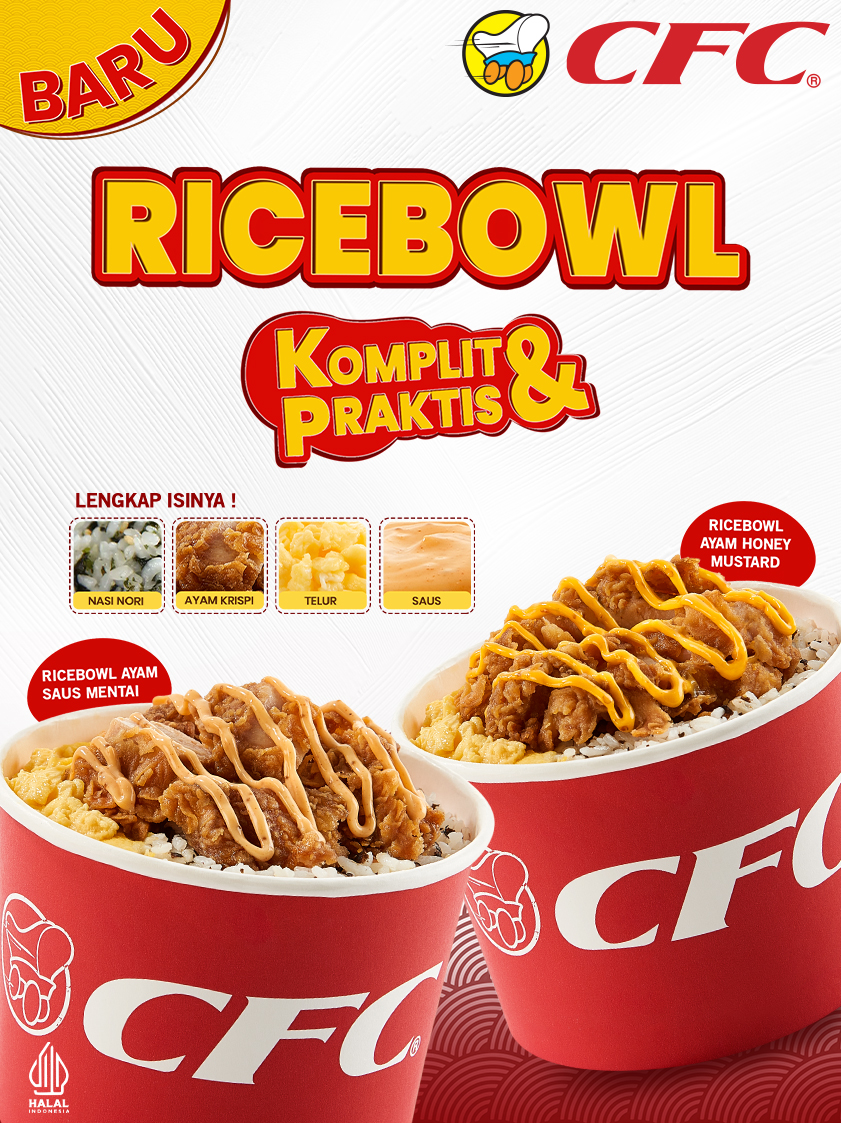 BARU
CFC®
RICEBOWL
KOMPLIT &
PRAKTIS
LENGKAP ISINYA !
NASI NORI
AYAM KRISPI
TELUR
SAUS
RICEBOWL
AYAM HONEY
MUSTARD
RICEBOWL AYAM
SAUS MENTAI
CFC
CFC®
HALAL
INDONESIA